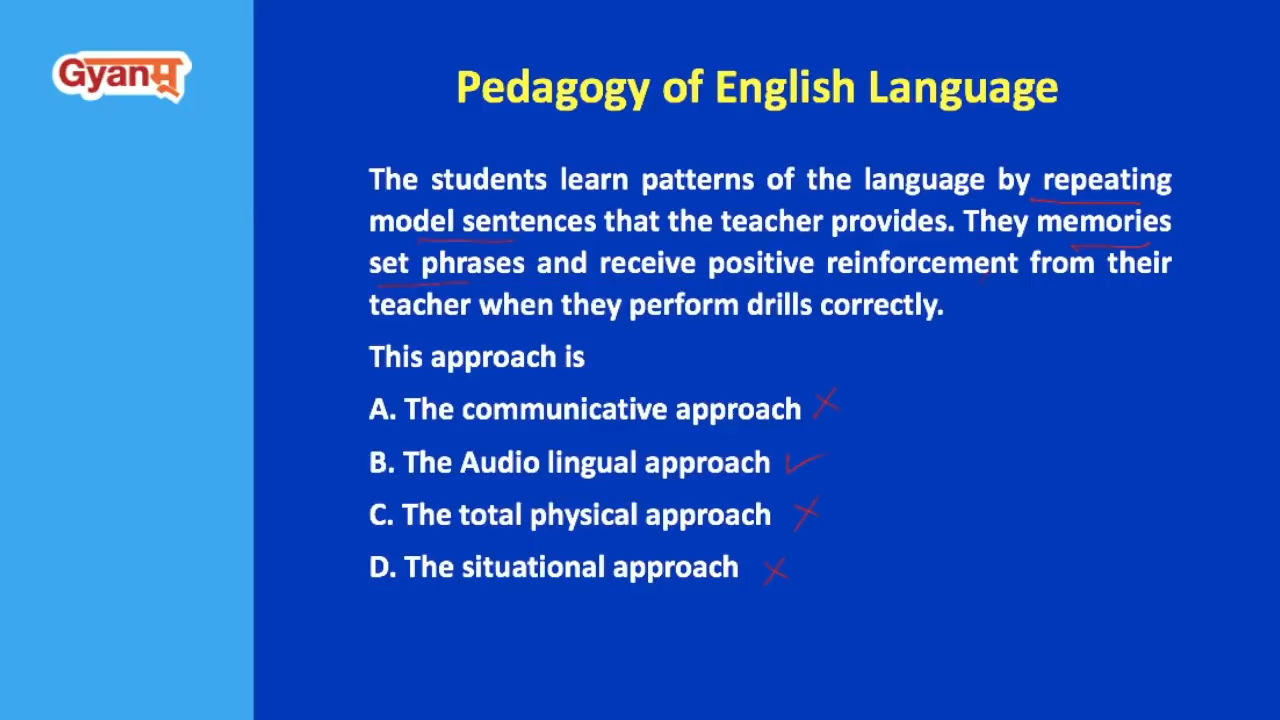 Gyanभू
Pedagogy of English Language
The students learn patterns of the language by repeating
model sentences that the teacher provides. They memories
set phrases and receive positive reinforcement from their
teacher when they perform drills correctly.
This approach is
A. The communicative approach
B. The Audio lingual approach
C. The total physical approach
D. The situational approach